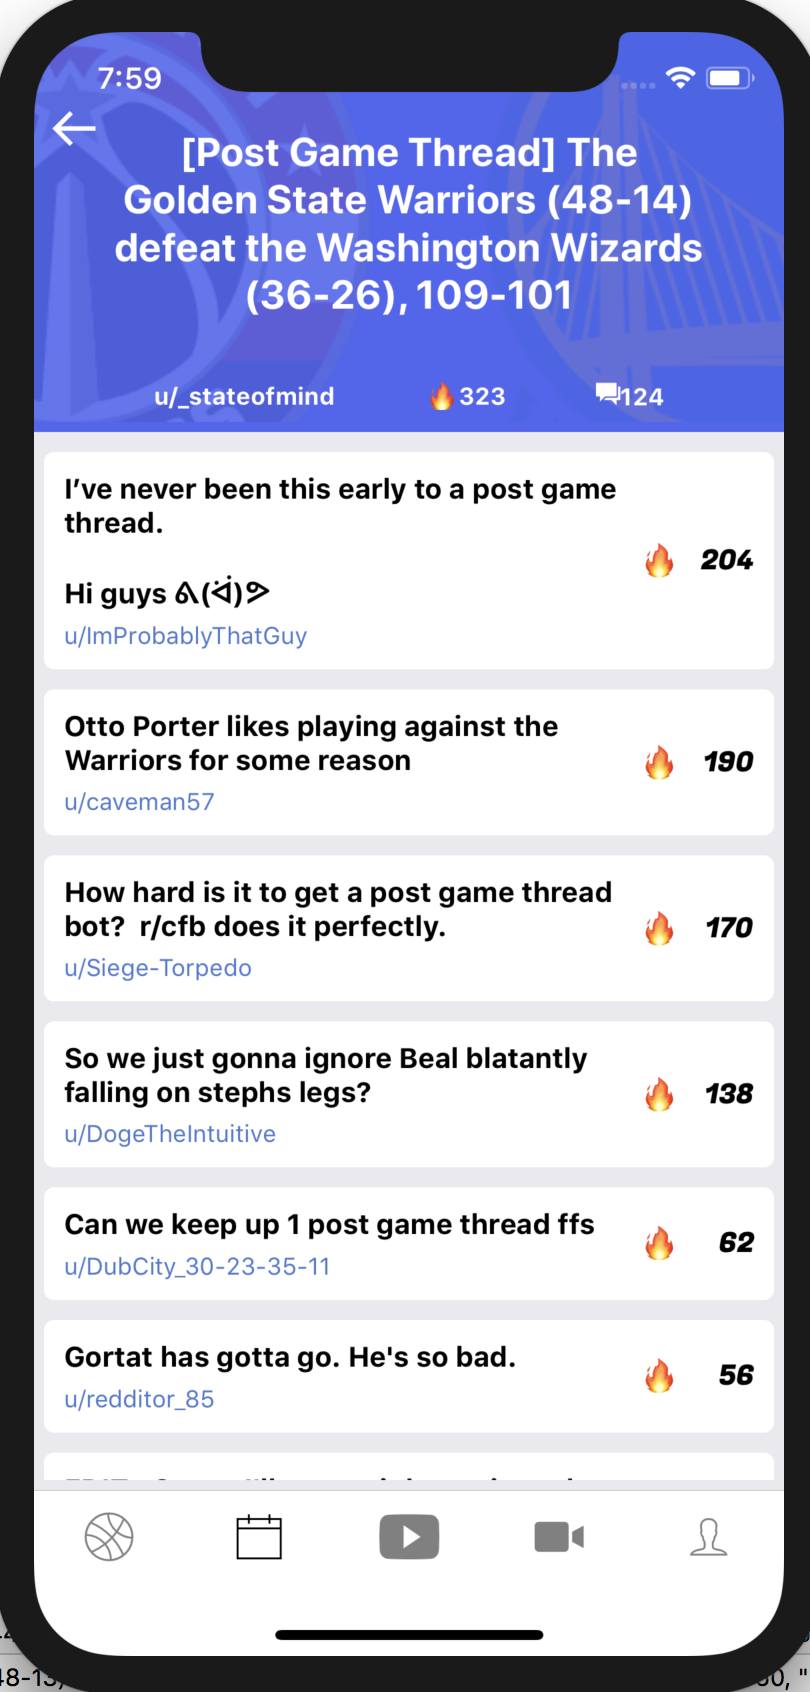 7:59
[Post Game Thread] The
Golden State Warriors (48-14)
defeat the Washington Wizards
(36-26), 109-101
u/_stateofmind 🔥323 124
I’ve never been this early to a post game
thread.
Hi guys ᕕ(ᐛ)ᕗ
u/ImProbablyThatGuy
🔥 204
Otto Porter likes playing against the
Warriors for some reason
u/caveman57
🔥 190
How hard is it to get a post game thread
bot?  r/cfb does it perfectly.
u/Siege-Torpedo
🔥 170
So we just gonna ignore Beal blatantly
falling on stephs legs?
u/DogeTheIntuitive
🔥 138
Can we keep up 1 post game thread ffs
u/DubCity_30-23-35-11
🔥 62
Gortat has gotta go. He's so bad.
u/redditor_85
🔥 56